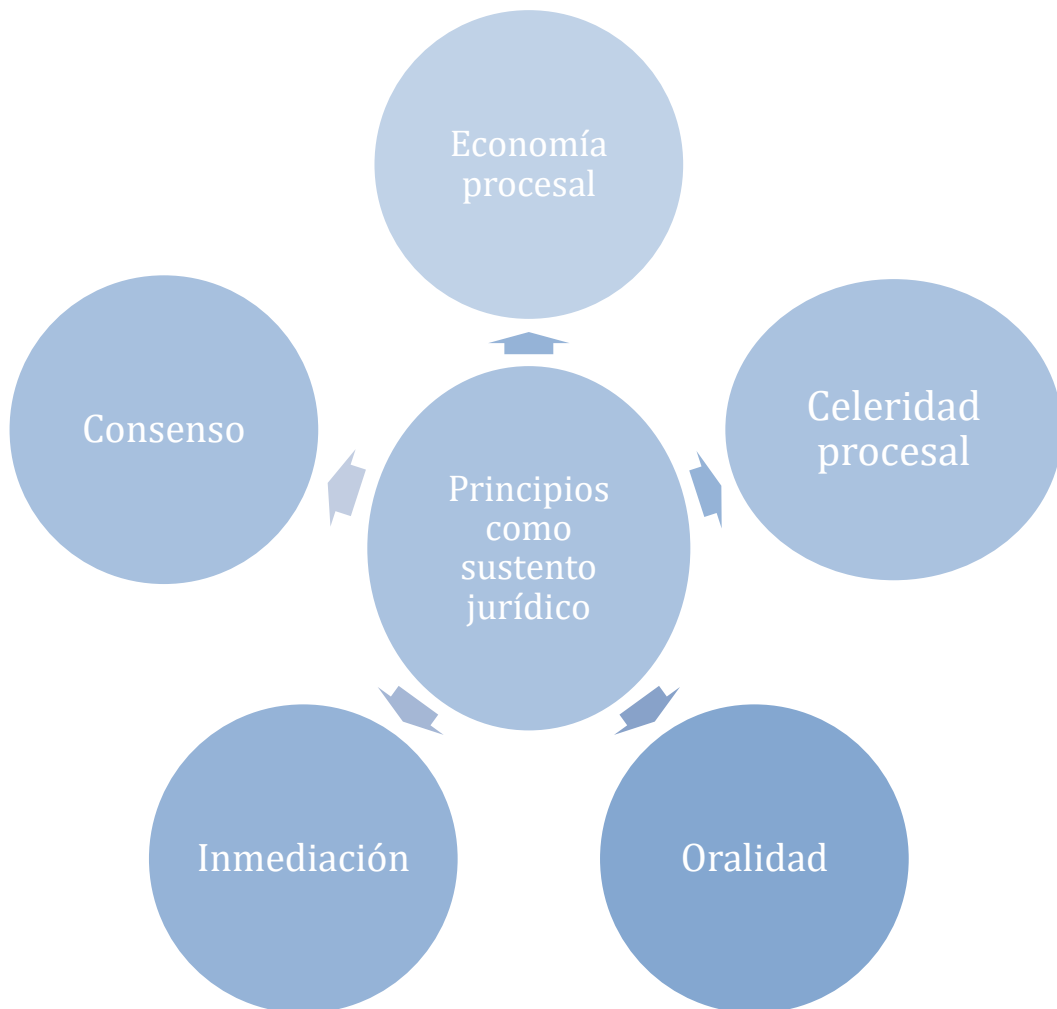 Economía
procesal
Celeridad
procesal
Oralidad
Inmediación
Consenso
Principios
como
sustento
jurídico